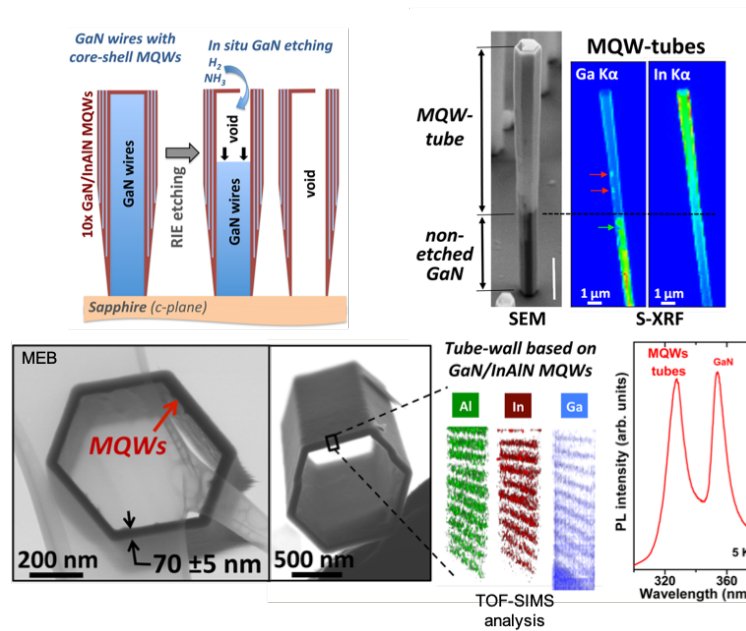 GaN wires with
core-shell MQWs
In situ GaN etching
H2
NH3
10x GaN/InAlN MQWs
GaN wires
RIE etching
void
GaN wires
void
Sapphire (c-plane)
MQW-tubes
MQW-
tube
non-
etched
GaN
SEM
Ga Kα
In Kα
1 μm
1 μm
S-XRF
MEB
MQWs
200 nm
70 ±5 nm
500 nm
Tube-wall based on
GaN/InAlN MQWs
Al
In
Ga
TOF-SIMS
analysis
PL intensity (arb. units)
MQWs
tubes
GaN
5 K
320
360
Wavelength (nm